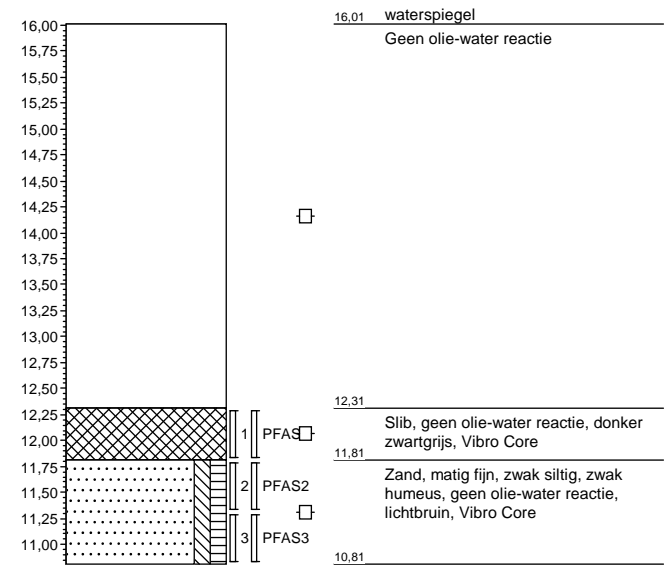 16,01 waterspiegel
16,00
Geen olie-water reactie
15,75
15,50
15,25
15,00
14,75
14,50
14,25
14,00
13,75
13,50
13,25
13,00
12,75
12,50
12,31
12,25
Slib, geen olie-water reactie, donker
zwartgrijs, Vibro Core
1 PFAS
12,00
11,81
11,75
Zand, matig fijn, zwak siltig, zwak
humeus, geen olie-water reactie,
lichtbruin, Vibro Core
2 PFAS2
11,50
11,25
3 PFAS3
11,00
10,81